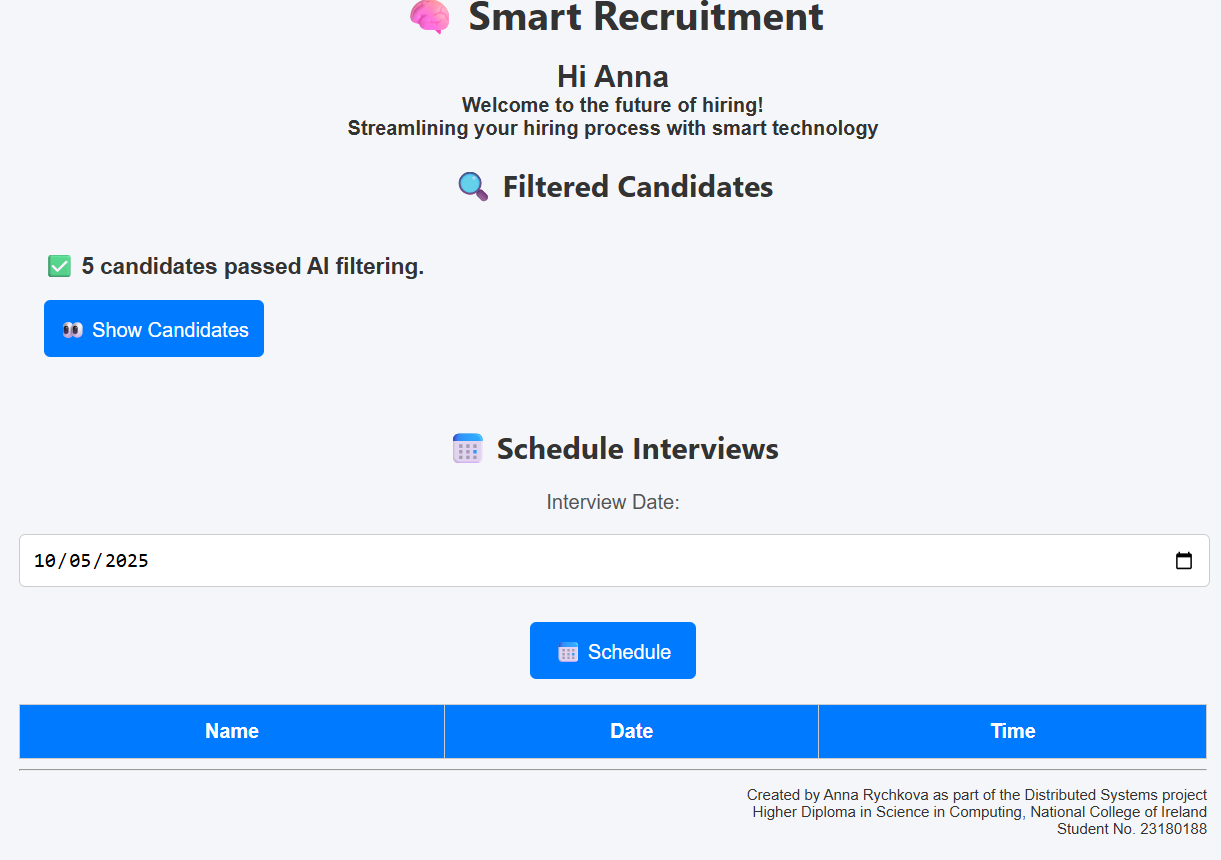 Smart Recruitment
Hi Anna
Welcome to the future of hiring!
Streamlining your hiring process with smart technology
Filtered Candidates
5 candidates passed AI filtering.
Show Candidates
Schedule Interviews
Interview Date:
10/05/2025
Schedule
Name Date Time
Created by Anna Rychkova as part of the Distributed Systems project
Higher Diploma in Science in Computing, National College of Ireland
Student No. 23180188